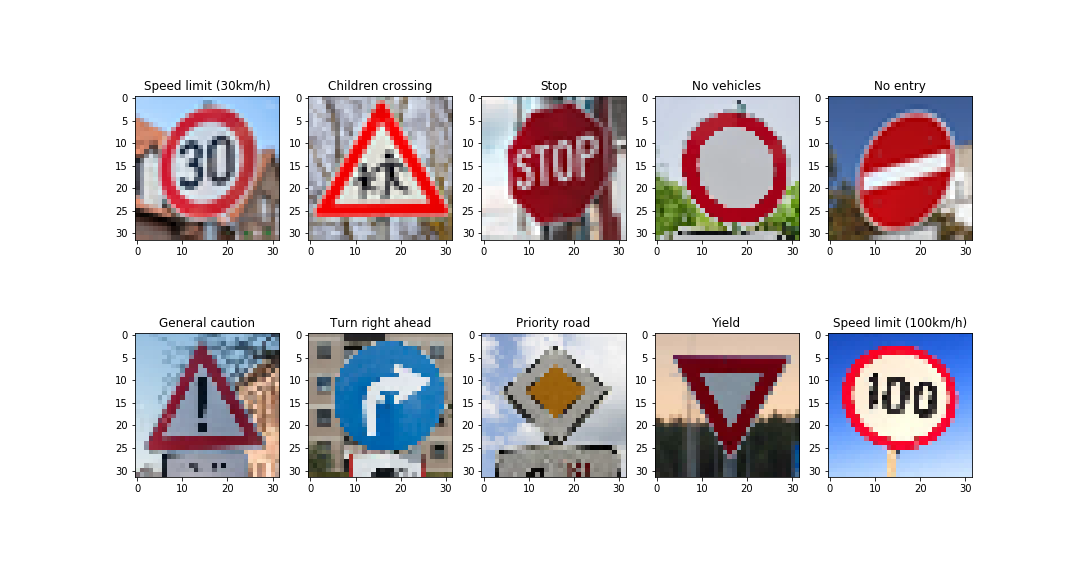 Speed limit (30km/h) Children crossing Stop No vehicles No entry
0 0 0 0 0
5 5 5 5 5
10 10 10 10 10
15 15 15 15 15
20 20 20 20 20
25 25 25 25 25
30 30 30 30 30
30
STOP
0 10 20 30 0 10 20 30 0 10 20 30 0 10 20 30 0 10 20 30
General caution Turn right ahead Priority road Yield Speed limit (100km/h)
0 0 0 0 0
5 5 5 5 5
10 10 10 10 10
15 15 15 15 15
20 20 20 20 20
25 25 25 25 25
30 30 30 30 30
!
100
0 10 20 30 0 10 20 30 0 10 20 30 0 10 20 30 0 10 20 30